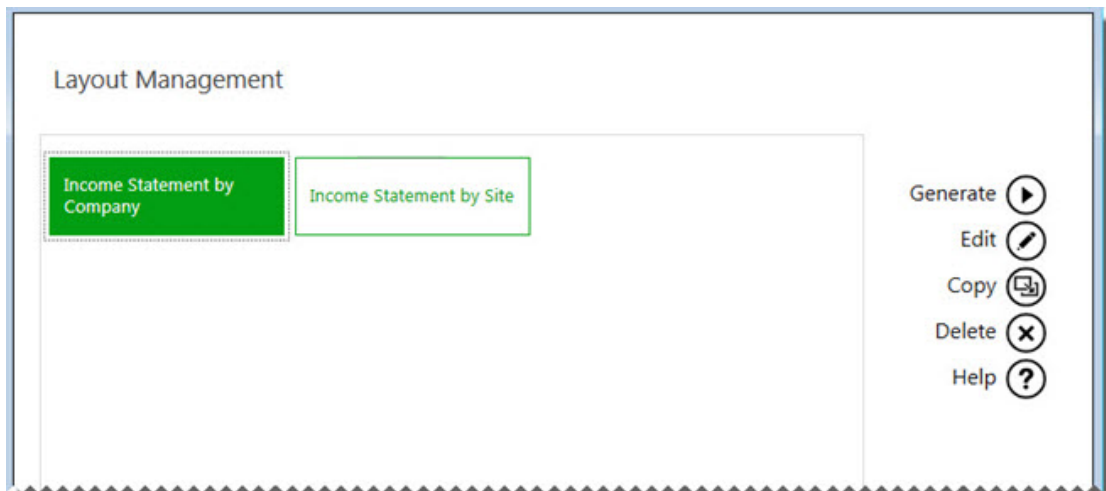 Layout Management
Income Statement by
Company
Income Statement by Site
Generate
Edit
Copy
Delete
Help